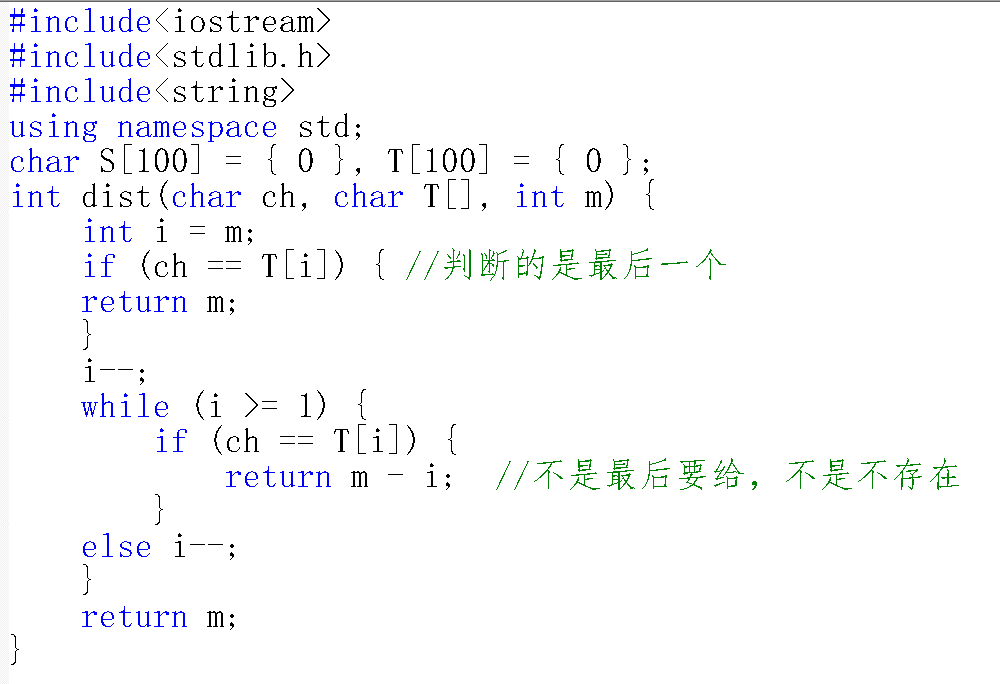 #include<iostream>
#include<stdlib.h>
#include<string>
using namespace std;
char S[100] = { 0 }, T[100] = { 0 };
int dist(char ch, char T[], int m) {
    int i = m;
    if (ch == T[i]) { //判断的是最后一个
    return m;
    }
    i--;
    while (i >= 1) {
        if (ch == T[i]) {
            return m - i;  //不是最后要给，不是不存在
        }
    else i--;
    }
    return m;
}